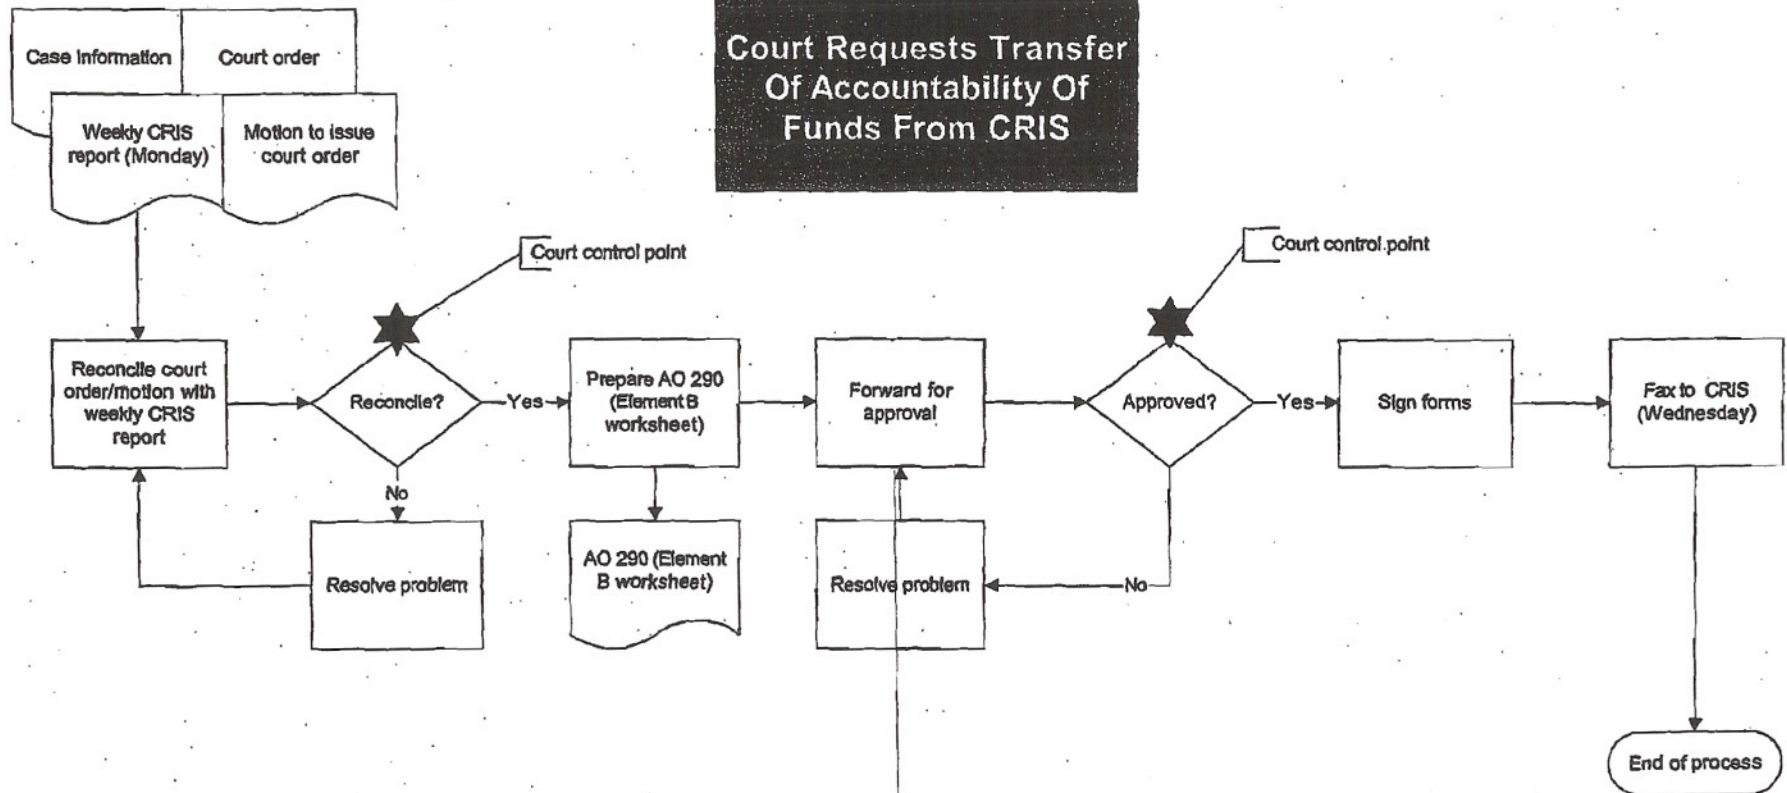 Court Requests Transfer
Of Accountability Of
Funds From CRIS
Case Information
Court order
Weekly CRIS
report (Monday)
Motion to issue
court order
Court control point
Court control point
Reconcile court
order/motion with
weekly CRIS
report
Reconcile?
Yes
Prepare AO 290
(Element B
worksheet)
Forward for
approval
Approved?
Yes
Sign forms
Fax to CRIS
(Wednesday)
No
Resolve problem
AO 290 (Element
B worksheet)
Resolve problem
No
End of process